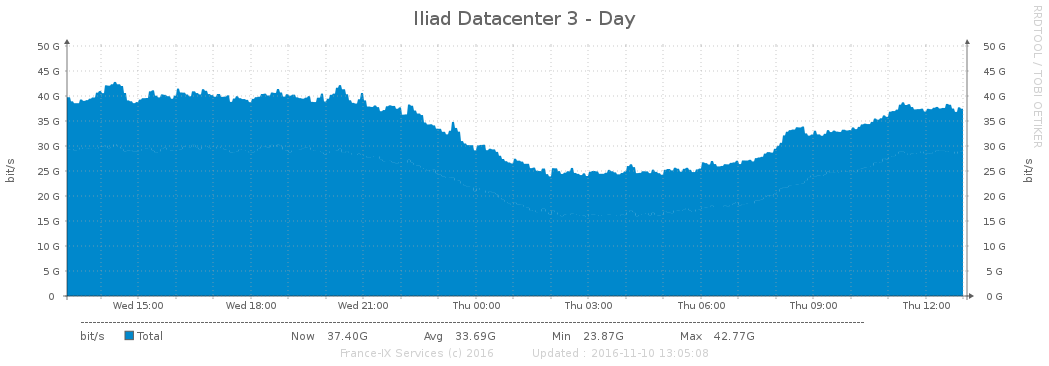 Iliad Datacenter 3 - Day
RRDTOOL / TOBI OETIKER
bit/s
bit/s
50 G 50 G
45 G 45 G
40 G 40 G
35 G 35 G
30 G 30 G
25 G 25 G
20 G 20 G
15 G 15 G
10 G 10 G
5 G 5 G
0 0 G
Wed 15:00 Wed 18:00 Wed 21:00 Thu 00:00 Thu 03:00 Thu 06:00 Thu 09:00 Thu 12:00
bit/s Total Now 37.40G Avg 33.69G Min 23.87G Max 42.77G
France-IX Services (c) 2016 Updated : 2016-11-10 13:05:08